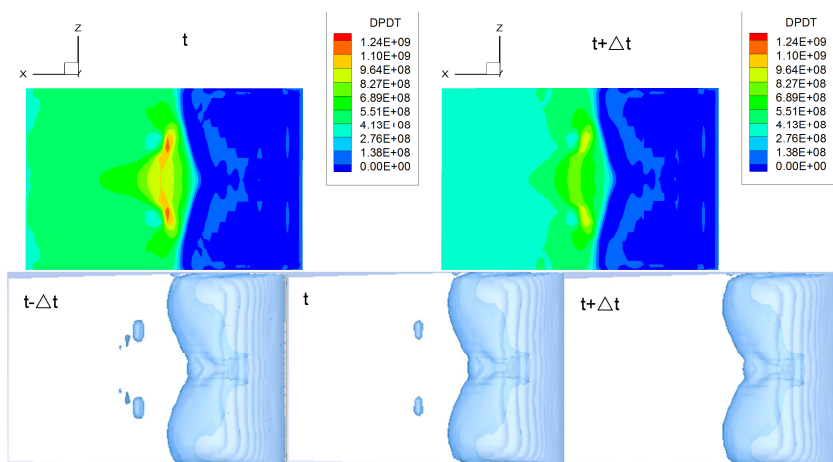 t
Z
X
Y
DPDT
1.24E+09
1.10E+09
9.64E+08
8.27E+08
6.89E+08
5.51E+08
4.13E+08
2.76E+08
1.38E+08
0.00E+00
t+△t
Z
X
Y
DPDT
1.24E+09
1.10E+09
9.64E+08
8.27E+08
6.89E+08
5.51E+08
4.13E+08
2.76E+08
1.38E+08
0.00E+00
t-△t
t
t+△t